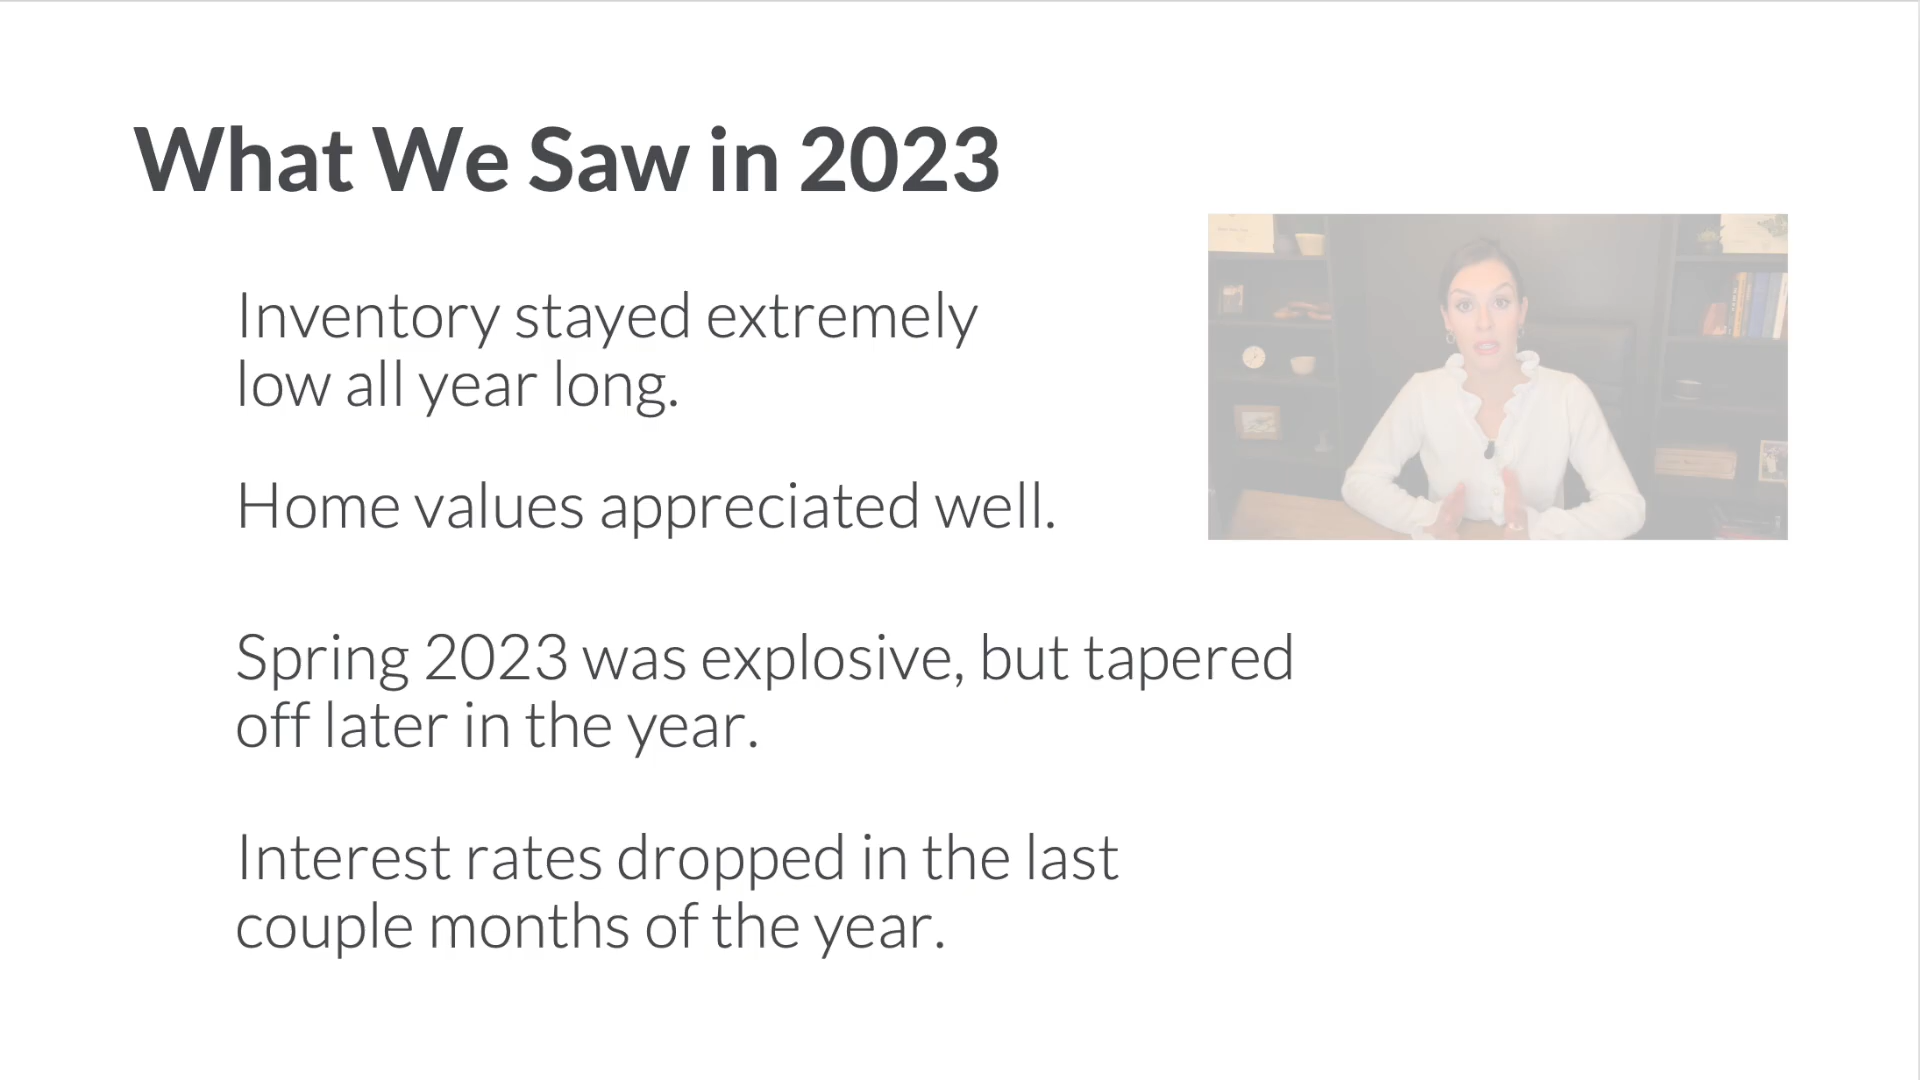 What We Saw in 2023
Inventory stayed extremely
low all year long.
Home values appreciated well.
Spring 2023 was explosive, but tapered
off later in the year.
Interest rates dropped in the last
couple months of the year.